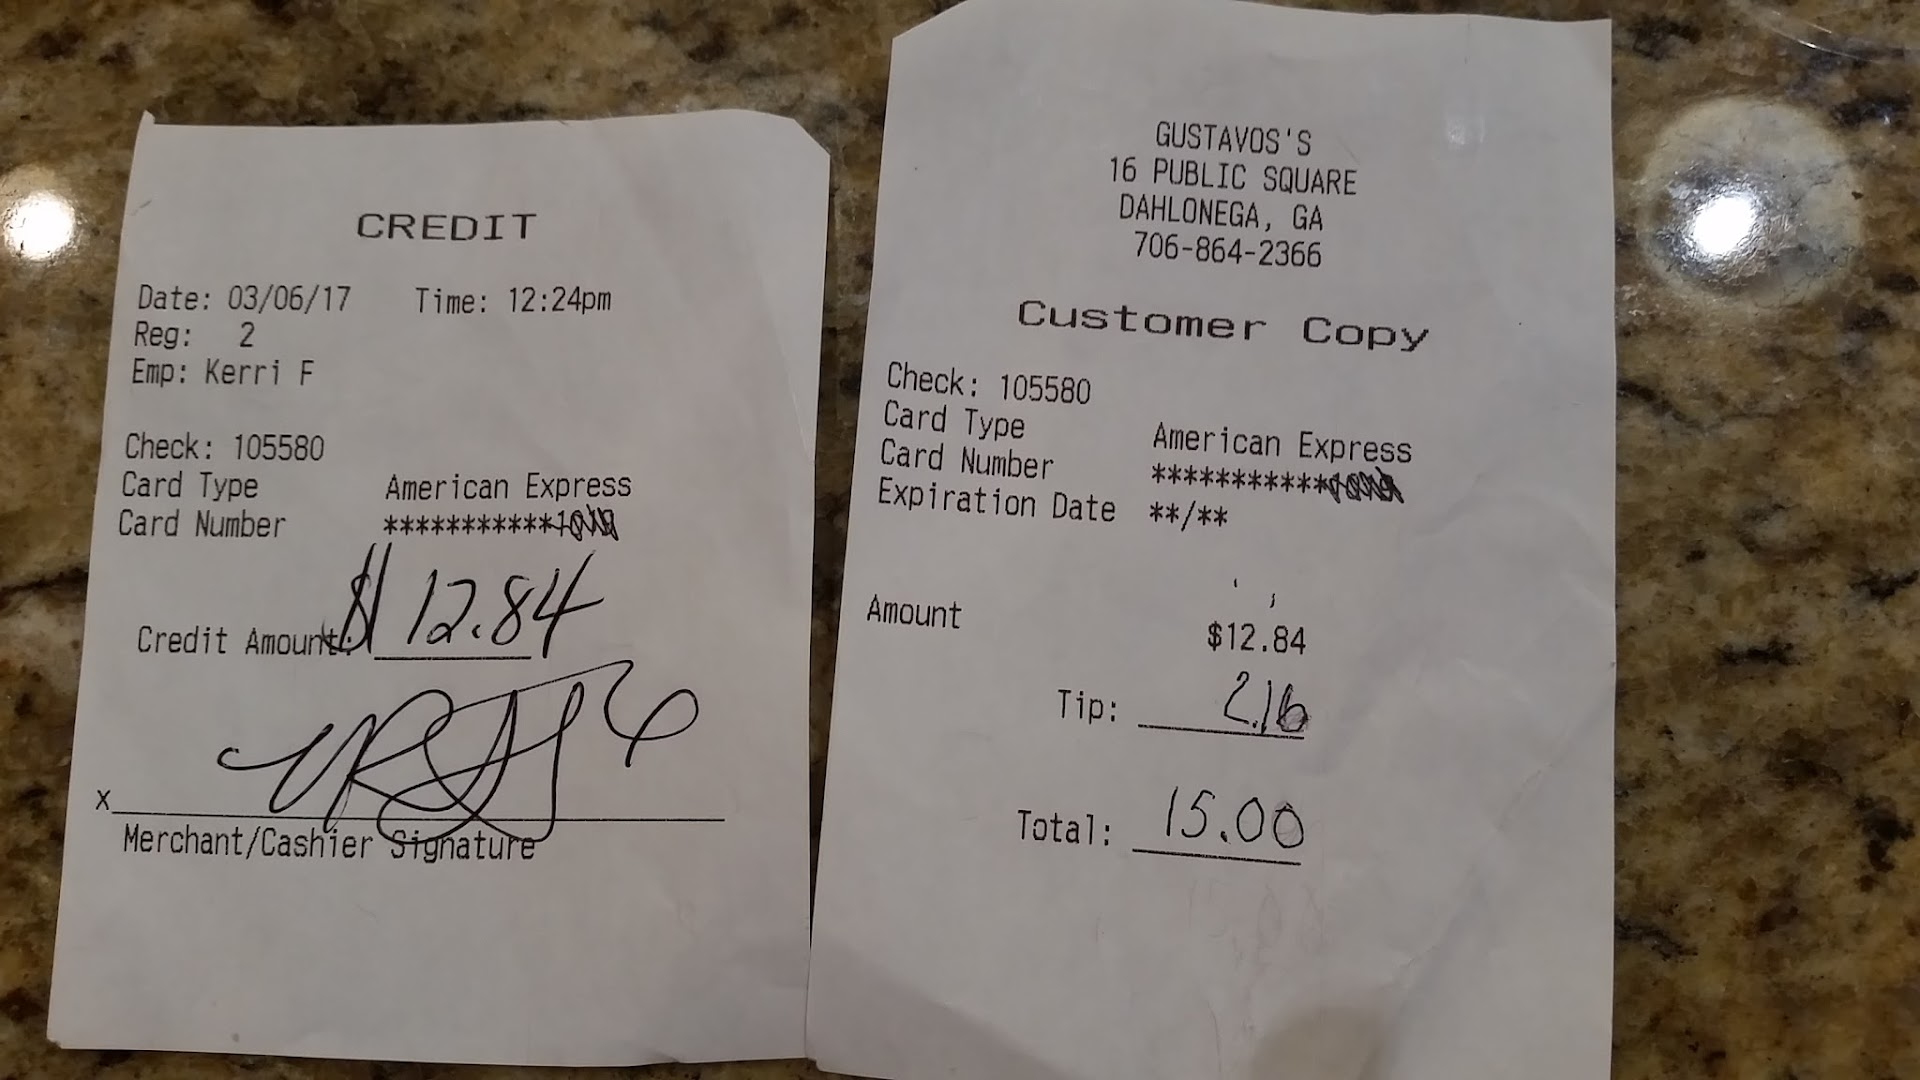 CREDIT
Date: 03/06/17 Time: 12:24pm
Reg: 2
Emp: Kerri F
Check: 105580
Card Type American Express
Card Number ***********
Credit Amount: $ 12.84
X
Merchant/Cashier Signature
GUSTAVOS'S
16 PUBLIC SQUARE
DAHLONEGA, GA
706-864-2366
Customer Copy
Check: 105580
Card Type American Express
Card Number ***********
Expiration Date **/**
Amount $12.84
Tip: 2.16
Total: 15.00